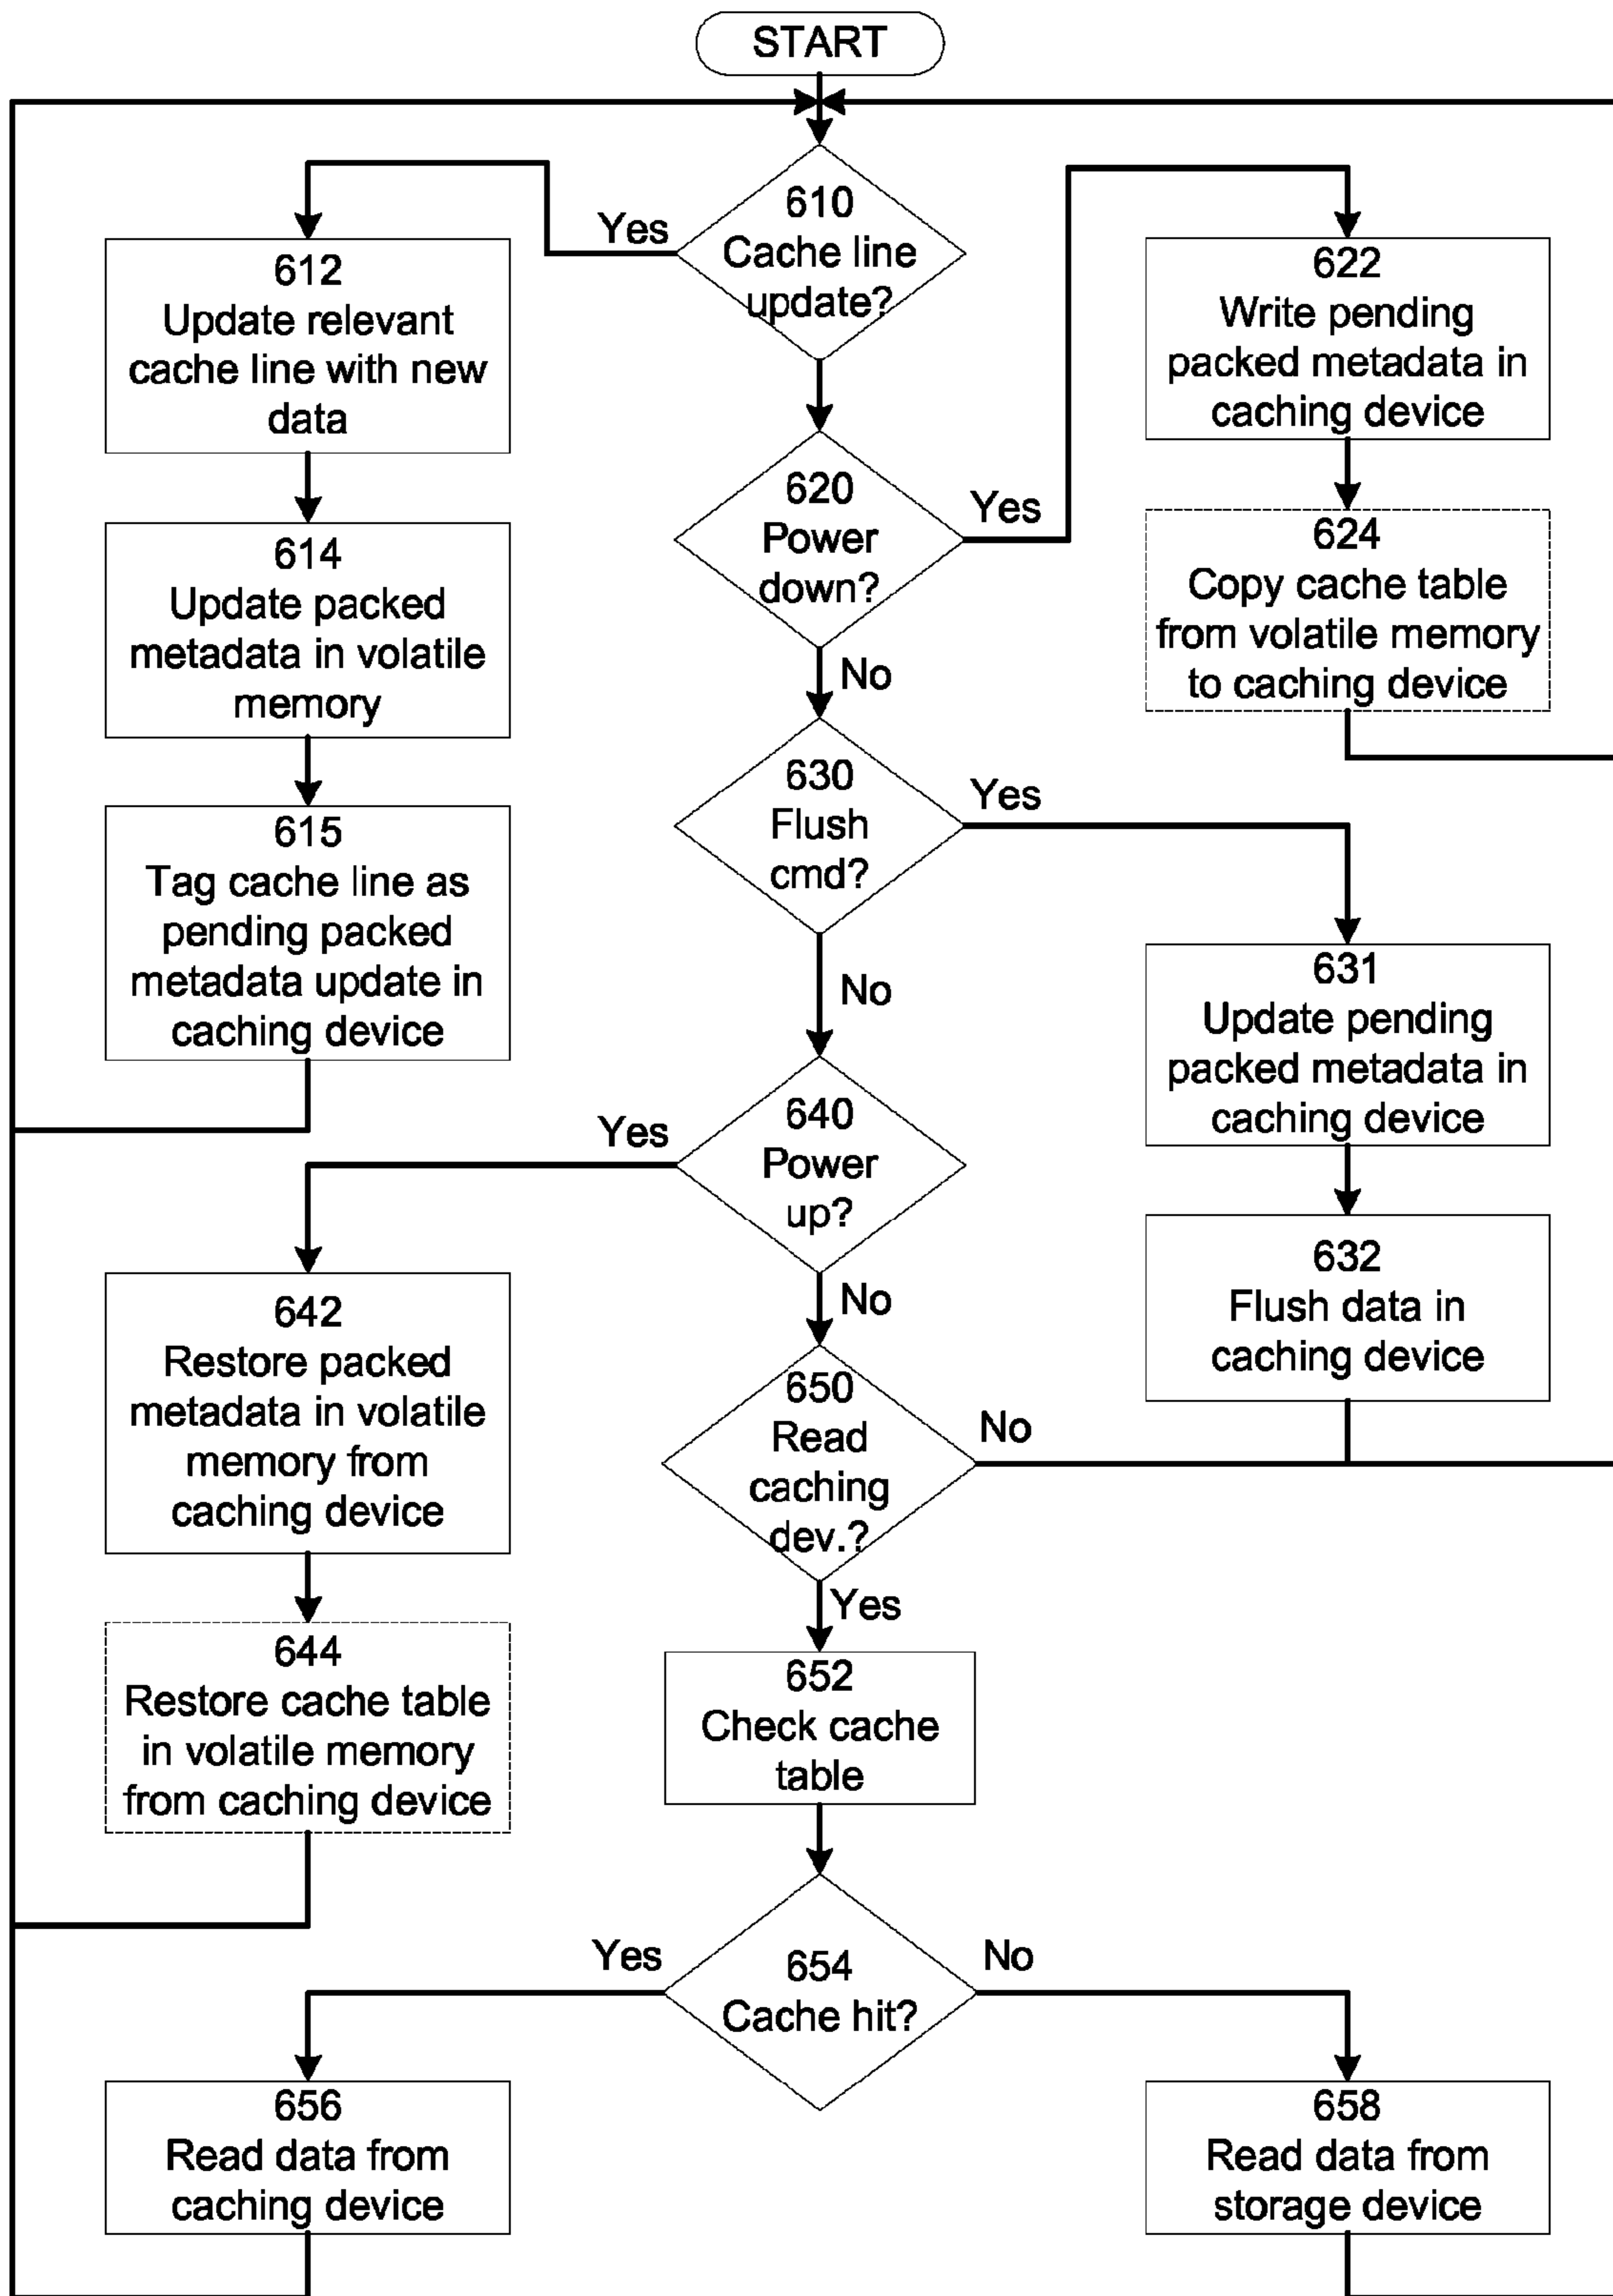 START
610
Cache line
update?
Yes
612
Update relevant
cache line with new
data
614
Update packed
metadata in volatile
memory
615
Tag cache line as
pending packed
metadata update in
caching device
620
Power
down?
Yes
622
Write pending
packed metadata in
caching device
624
Copy cache table
from volatile memory
to caching device
No
630
Flush
cmd?
Yes
631
Update pending
packed metadata in
caching device
632
Flush data in
caching device
No
640
Power
up?
Yes
642
Restore packed
metadata in volatile
memory from
caching device
644
Restore cache table
in volatile memory
from caching device
No
650
Read
caching
dev.?
No
Yes
652
Check cache
table
654
Cache hit?
Yes
656
Read data from
caching device
No
658
Read data from
storage device